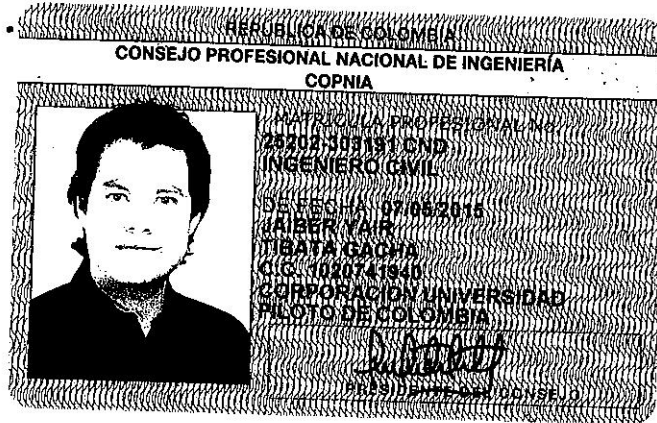 REPUBLICA DE COLOMBIA
CONSEJO PROFESIONAL NACIONAL DE INGENIERÍA
COPNIA
MATRICULA PROFESIONAL No.
25202-303191 CND
INGENIERO CIVIL
DE FECHA 07/05/2015
JAIBER YAIR
TIBATA GACHA
C.C. 1020741940
CORPORACION UNIVERSIDAD
PILOTO DE COLOMBIA
PRESIDENTE DEL CONSEJO